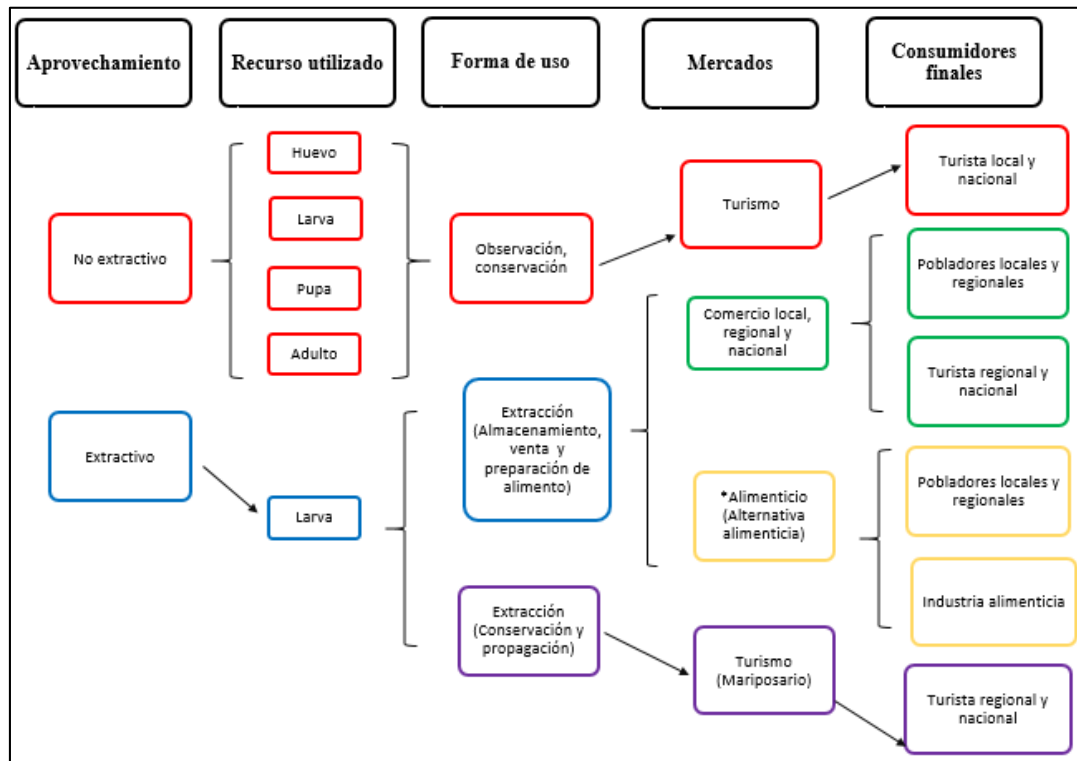 Aprovechamiento
Recurso utilizado
Forma de uso
Mercados
Consumidores
finales
No extractivo
Huevo
Larva
Pupa
Adulto
Observación,
conservación
Turismo
Turista local y
nacional
Extractivo
Larva
Extracción
(Almacenamiento,
venta y
preparación de
alimento)
Comercio local,
regional y
nacional
Pobladores locales y
regionales
Turista regional y
nacional
*Alimenticio
(Alternativa
alimenticia)
Pobladores locales y
regionales
Industria alimenticia
Extracción
(Conservación y
propagación)
Turismo
(Mariposario)
Turista regional y
nacional